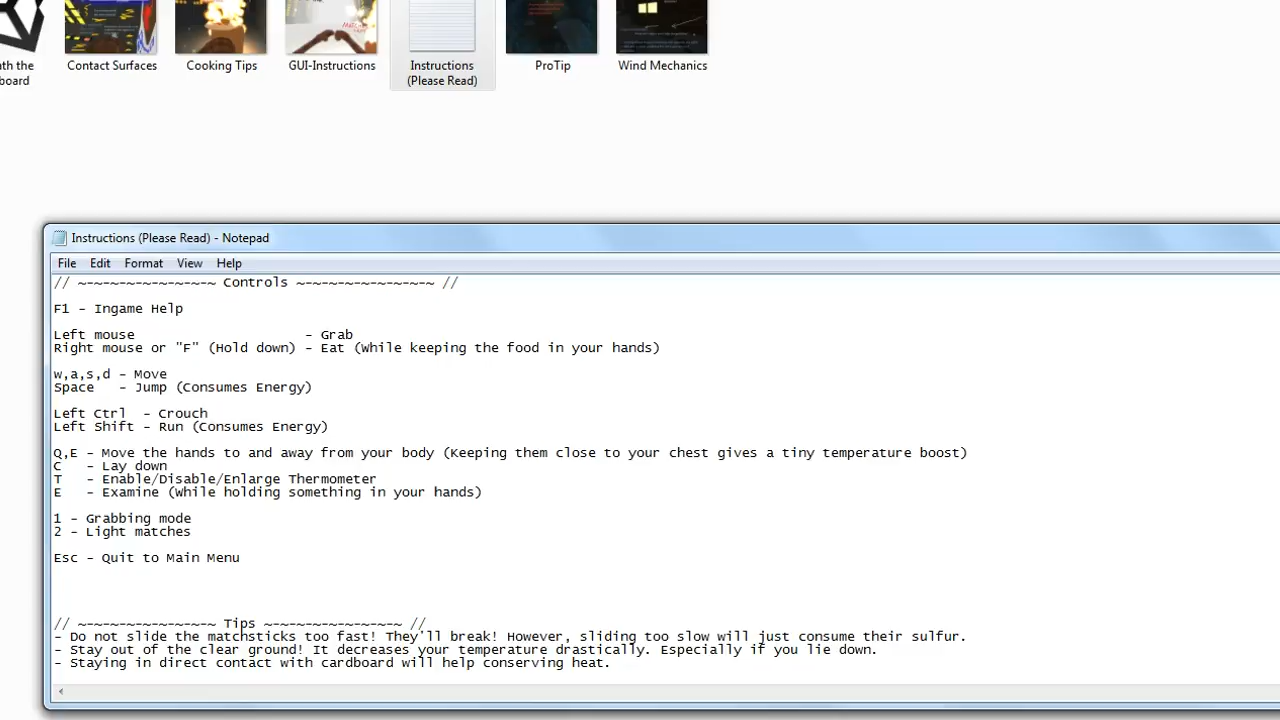 th the
board
Contact Surfaces
Cooking Tips
GUI-Instructions
Instructions
(Please Read)
ProTip
Wind Mechanics
Instructions (Please Read) - Notepad
File Edit Format View Help
// ~-~-~-~-~-~-~-~-~ Controls ~-~-~-~-~-~-~-~-~ //
F1 - Ingame Help
Left mouse - Grab
Right mouse or "F" (Hold down) - Eat (While keeping the food in your hands)
w,a,s,d - Move
Space - Jump (Consumes Energy)
Left Ctrl - Crouch
Left Shift - Run (Consumes Energy)
Q,E - Move the hands to and away from your body (Keeping them close to your chest gives a tiny temperature boost)
C - Lay down
T - Enable/Disable/Enlarge Thermometer
E - Examine (While holding something in your hands)
1 - Grabbing mode
2 - Light matches
Esc - Quit to Main Menu
// ~-~-~-~-~-~-~-~-~ Tips ~-~-~-~-~-~-~-~-~ //
- Do not slide the matchsticks too fast! They'll break! However, sliding too slow will just consume their sulfur.
- Stay out of the clear ground! It decreases your temperature drastically. Especially if you lie down.
- Staying in direct contact with cardboard will help conserving heat.